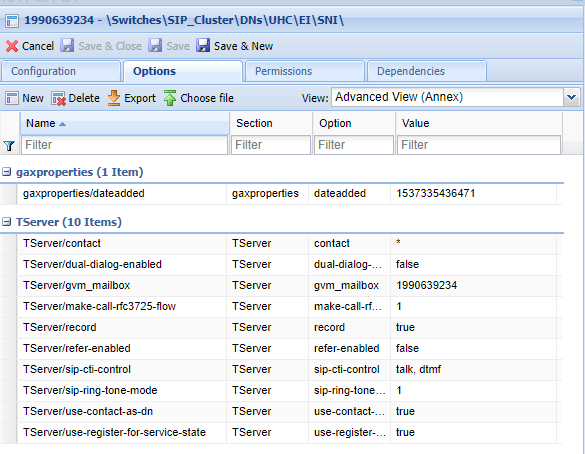 1990639234 - \Switches\SIP_Cluster\DNs\UHC\EI\SNI\
Cancel Save & Close Save Save & New
Configuration Options Permissions Dependencies
New Delete Export Choose file View: Advanced View (Annex)
Name Section Option Value
Filter Filter Filter Filter
gaxproperties (1 Item)
gaxproperties/dateadded gaxproperties dateadded 1537335436471
TServer (10 Items)
TServer/contact TServer contact *
TServer/dual-dialog-enabled TServer dual-dialog-... false
TServer/gvm_mailbox TServer gvm_mailbox 1990639234
TServer/make-call-rfc3725-flow TServer make-call-rf... 1
TServer/record TServer record true
TServer/refer-enabled TServer refer-enabled false
TServer/sip-cti-control TServer sip-cti-control talk, dtmf
TServer/sip-ring-tone-mode TServer sip-ring-tone... 1
TServer/use-contact-as-dn TServer use-contact-... true
TServer/use-register-for-service-state TServer use-register-... true